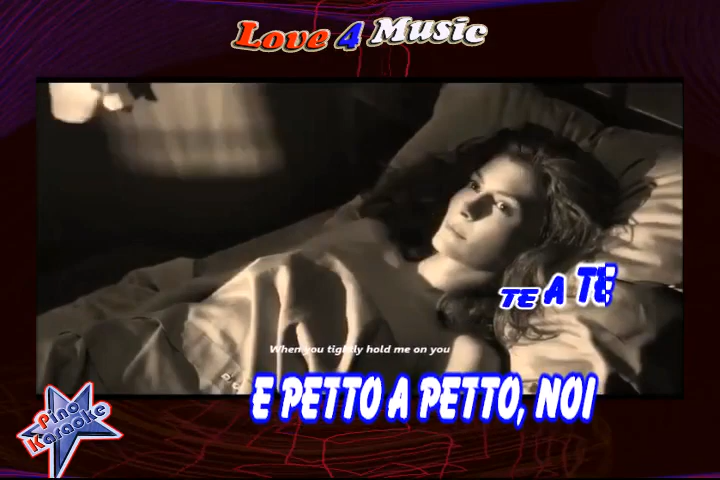 Love 4 Music
TE A TE
When you tightly hold me on you
E PETTO A PETTO, NOI
Pino
Karaoke